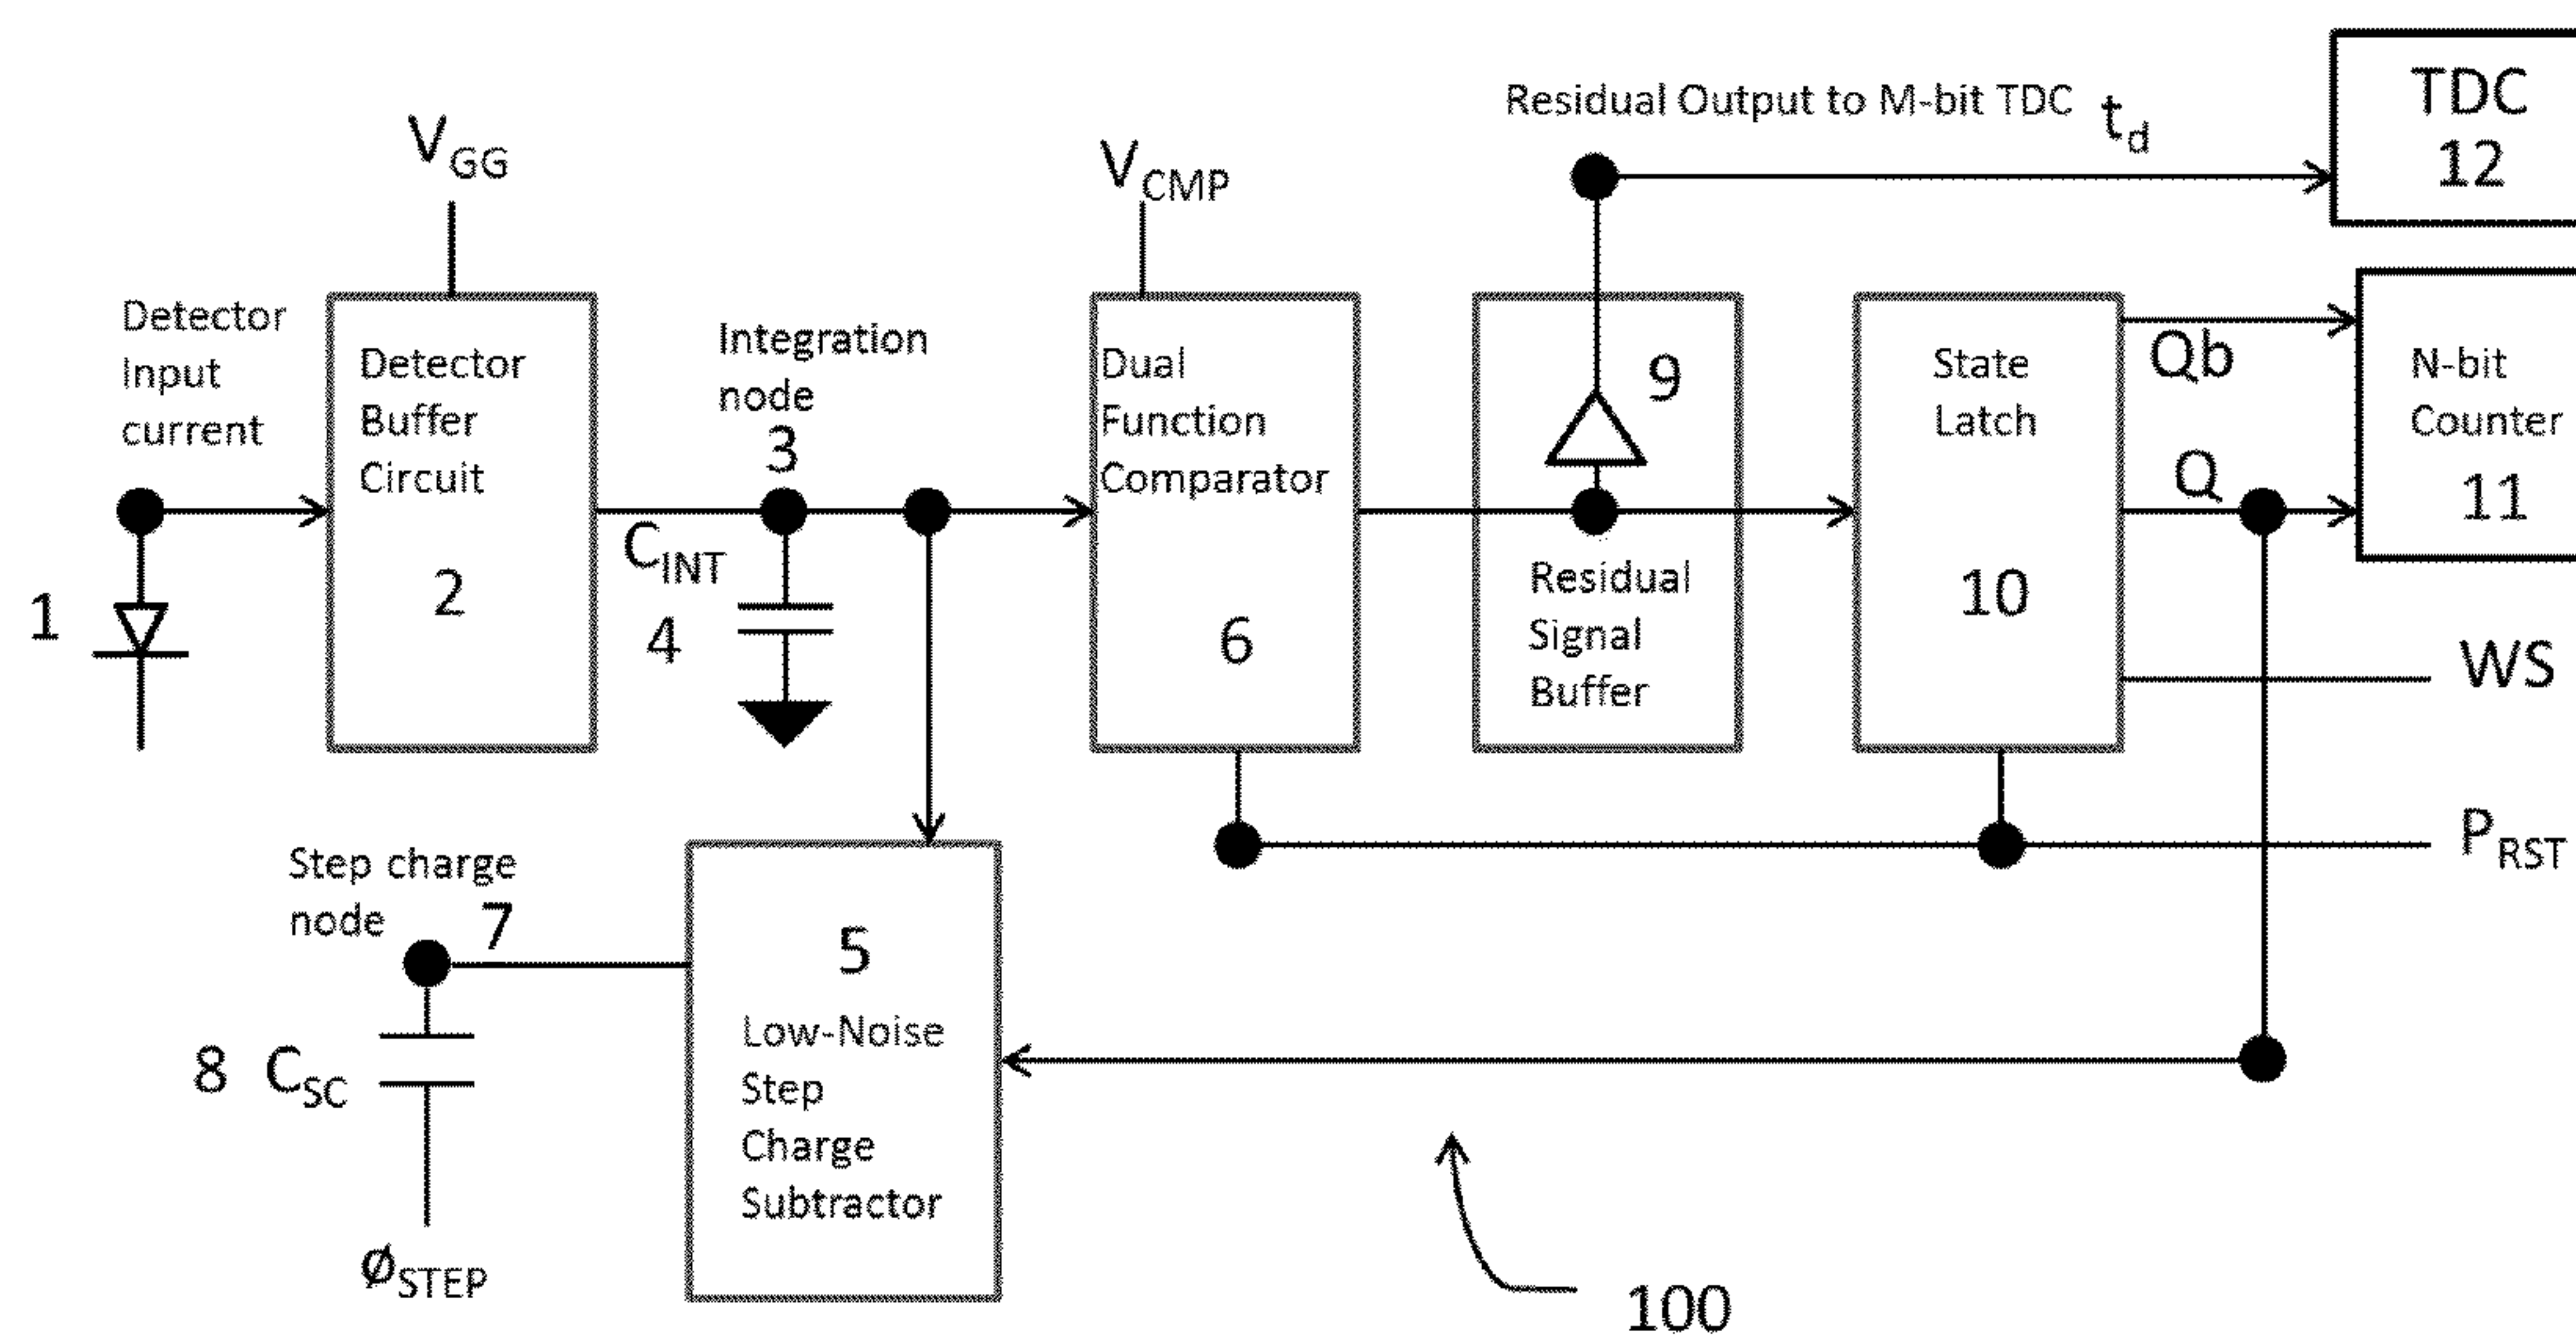 TDC
12
Residual Output to M-bit TDC t_d
V_GG
V_CMP
Detector
Input
current
Detector
Buffer
Circuit
2
Integration
node
3
C_INT
4
1
Dual
Function
Comparator
6
9
Residual
Signal
Buffer
State
Latch
10
Qb
Q
N-bit
Counter
11
WS
P_RST
Step charge
node
7
8 C_SC
ø_STEP
5
Low-Noise
Step
Charge
Subtractor
100